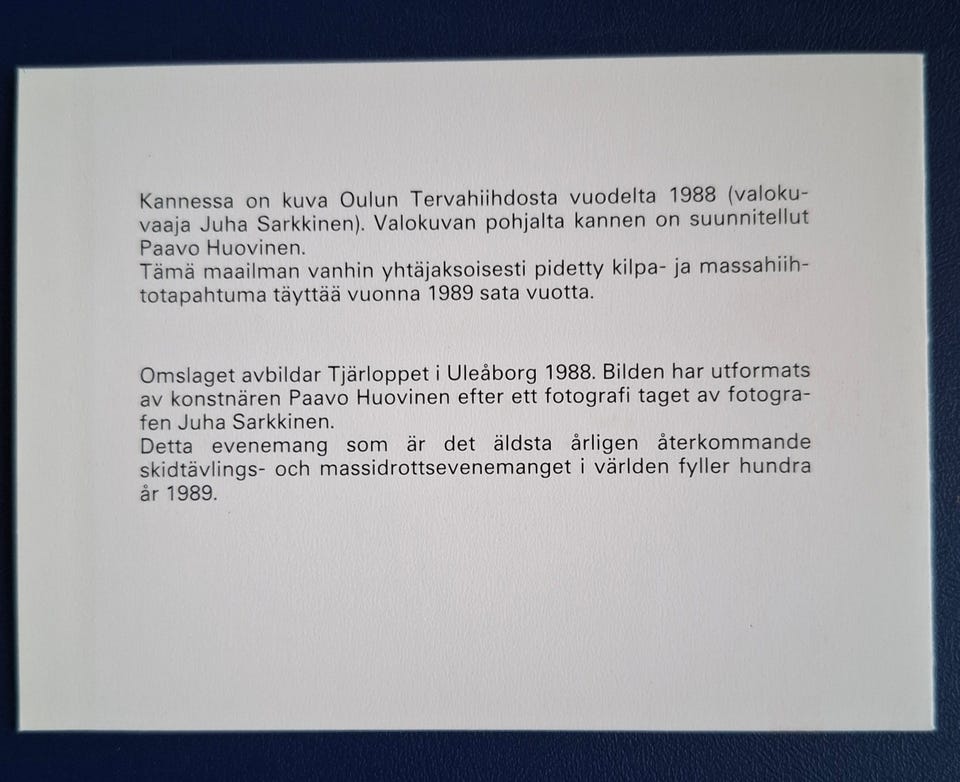 Kannessa on kuva Oulun Tervahiihdosta vuodelta 1988 (valoku-
vaaja Juha Sarkkinen). Valokuvan pohjalta kannen on suunnitellut
Paavo Huovinen.
Tämä maailman vanhin yhtäjaksoisesti pidetty kilpa- ja massahiih-
totapahtuma täyttää vuonna 1989 sata vuotta.
Omslaget avbildar Tjärloppet i Uleåborg 1988. Bilden har utformats
av konstnären Paavo Huovinen efter ett fotografi taget av fotogra-
fen Juha Sarkkinen.
Detta evenemang som är det äldsta årligen återkommande
skidtävlings- och massidrottsevenemanget i världen fyller hundra
år 1989.